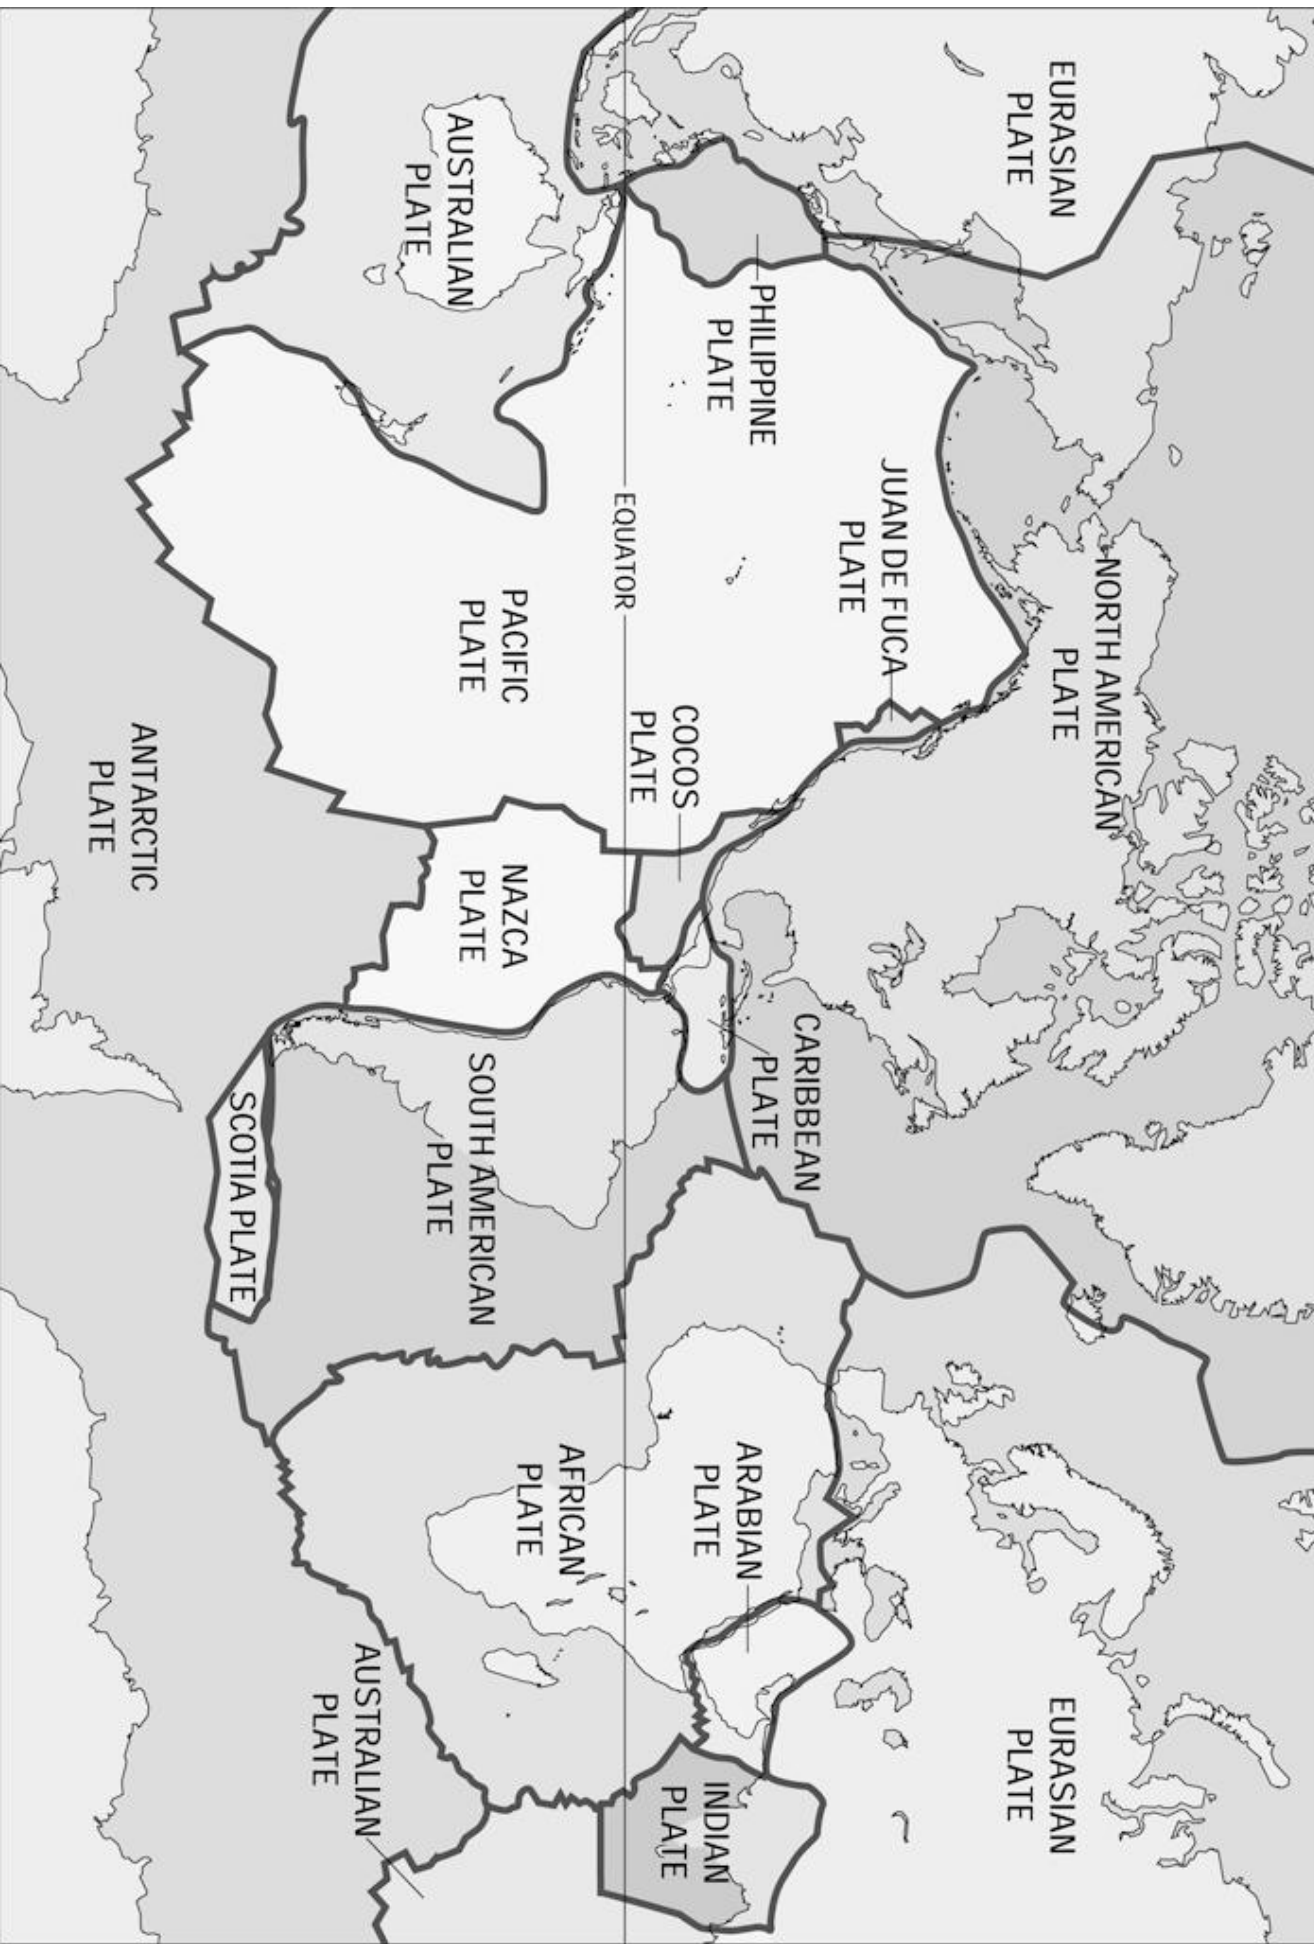 EURASIAN
PLATE
AUSTRALIAN
PLATE
PHILIPPINE
PLATE
JUAN DE FUCA
PLATE
NORTH AMERICAN
PLATE
EQUATOR
PACIFIC
PLATE
COCOS
PLATE
ANTARCTIC
PLATE
NAZCA
PLATE
CARIBBEAN
PLATE
SOUTH AMERICAN
PLATE
SCOTIA PLATE
AFRICAN
PLATE
ARABIAN
PLATE
EURASIAN
PLATE
AUSTRALIAN
PLATE
INDIAN
PLATE